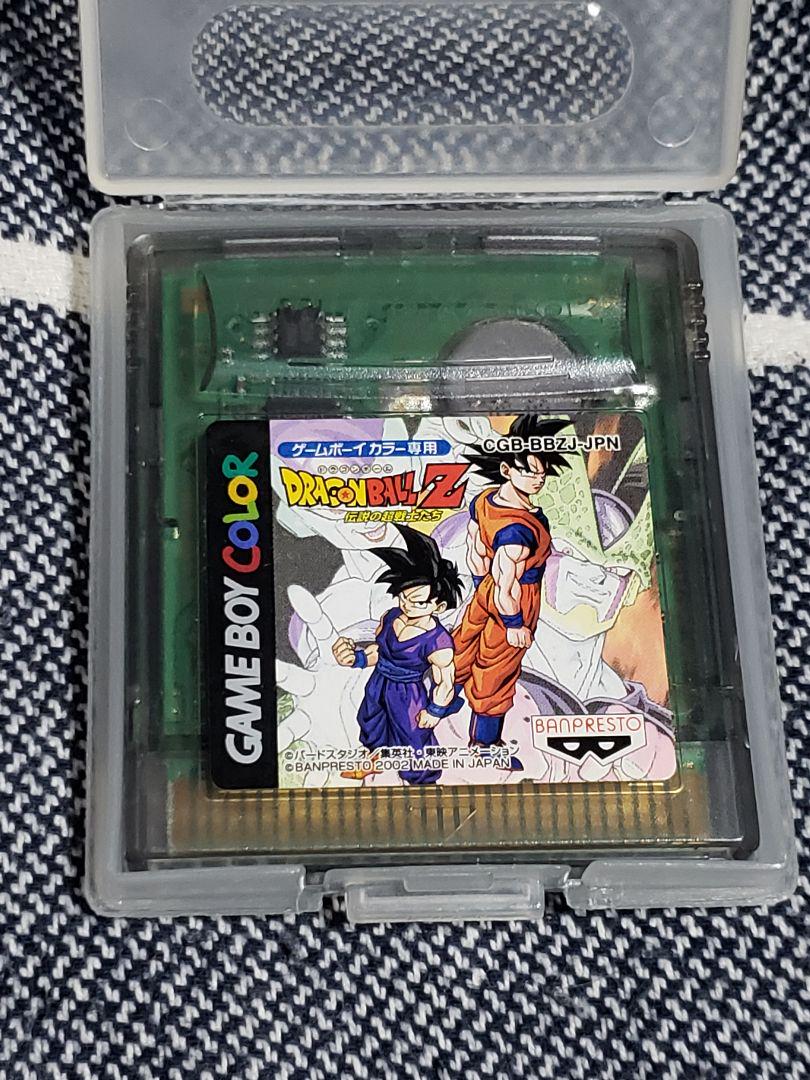 GAME BOY COLOR
ゲームボーイカラー専用
CGB-BBZJ-JPN
ドラゴンボール
DRAGONBALL Z
伝説の超戦士たち
BANPRESTO
©バードスタジオ/集英社・東映アニメーション
©BANPRESTO 2002 MADE IN JAPAN